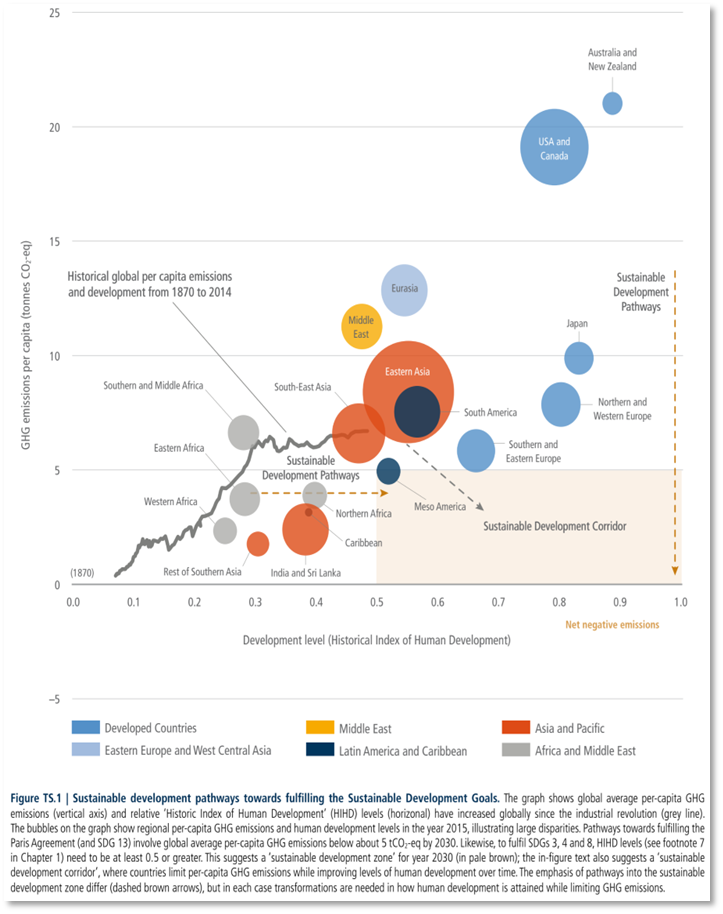 25
Australia and
New Zealand
20
USA and
Canada
15
Historical global per capita emissions
and development from 1870 to 2014
Eurasia
Sustainable
Development
Pathways
Middle
East
Japan
10
GHG emissions per capita (tonnes CO₂-eq)
Eastern Asia
South-East Asia
Southern and Middle Africa
South America
Northern and
Western Europe
Eastern Africa
Southern and
Eastern Europe
Sustainable
Development Pathways
5
Western Africa
Meso America
Northern Africa
Sustainable Development Corridor
Caribbean
Rest of Southern Asia
India and Sri Lanka
(1870)
0
0.0 0.1 0.2 0.3 0.4 0.5 0.6 0.7 0.8 0.9 1.0
Net negative emissions
Development level (Historical Index of Human Development)
–5
Developed Countries
Middle East
Asia and Pacific
Eastern Europe and West Central Asia
Latin America and Caribbean
Africa and Middle East
Figure TS.1 | Sustainable development pathways towards fulfilling the Sustainable Development Goals. The graph shows global average per-capita GHG
emissions (vertical axis) and relative 'Historic Index of Human Development' (HIHD) levels (horizonal) have increased globally since the industrial revolution (grey line).
The bubbles on the graph show regional per-capita GHG emissions and human development levels in the year 2015, illustrating large disparities. Pathways towards fulfilling the
Paris Agreement (and SDG 13) involve global average per-capita GHG emissions below about 5 tCO₂-eq by 2030. Likewise, to fulfil SDGs 3, 4 and 8, HIHD levels (see footnote 7
in Chapter 1) need to be at least 0.5 or greater. This suggests a 'sustainable development zone' for year 2030 (in pale brown); the in-figure text also suggests a 'sustainable
development corridor', where countries limit per-capita GHG emissions while improving levels of human development over time. The emphasis of pathways into the sustainable
development zone differ (dashed brown arrows), but in each case transformations are needed in how human development is attained while limiting GHG emissions.